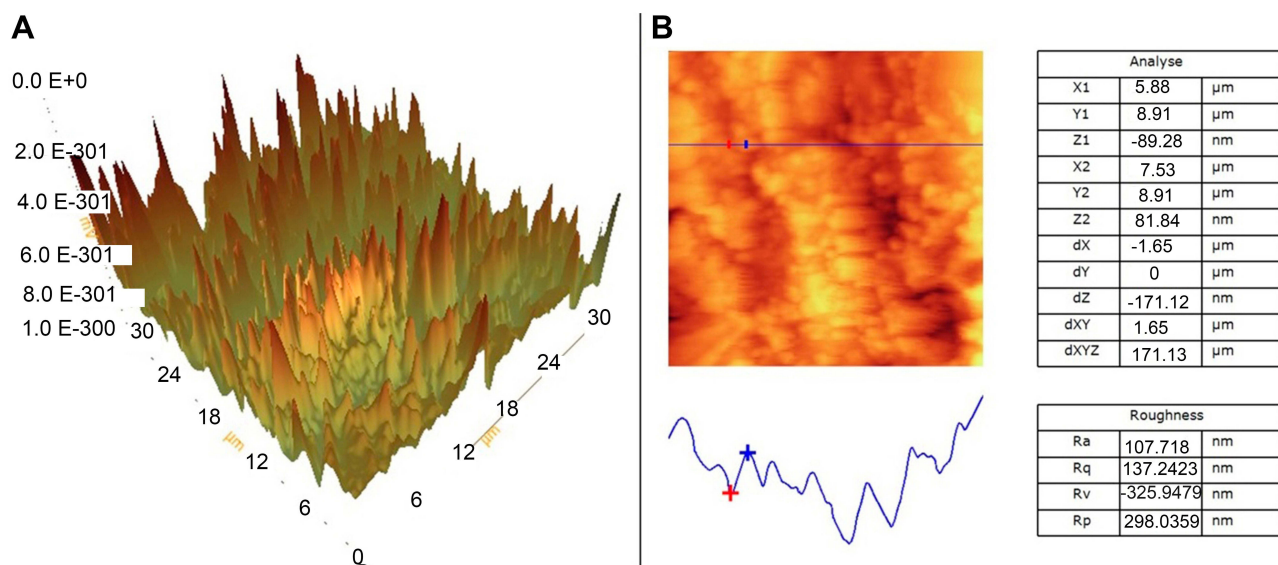 A
0.0 E+0
2.0 E-301
4.0 E-301
6.0 E-301
8.0 E-301
1.0 E-300
30
24
18
µm
12
6
0
6
12
µm
18
24
30
B
Analyse
X1 5.88 µm
Y1 8.91 µm
Z1 -89.28 nm
X2 7.53 µm
Y2 8.91 µm
Z2 81.84 nm
dX -1.65 µm
dY 0 µm
dZ -171.12 nm
dXY 1.65 µm
dXYZ 171.13 µm
Roughness
Ra 107.718 nm
Rq 137.2423 nm
Rv -325.9479 nm
Rp 298.0359 nm